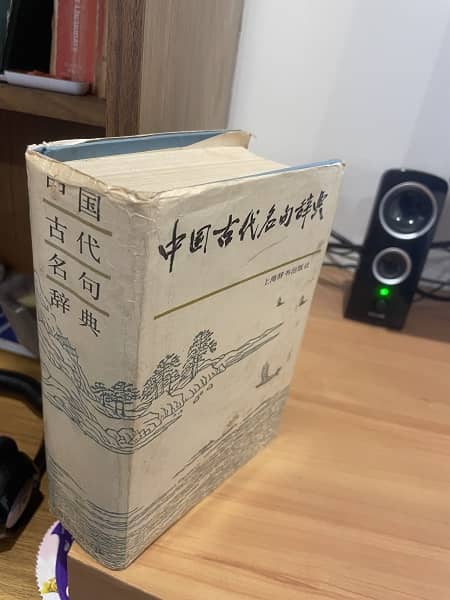 中国
古代
名句
辞典
中国古代名句辞典
上海辞书出版社